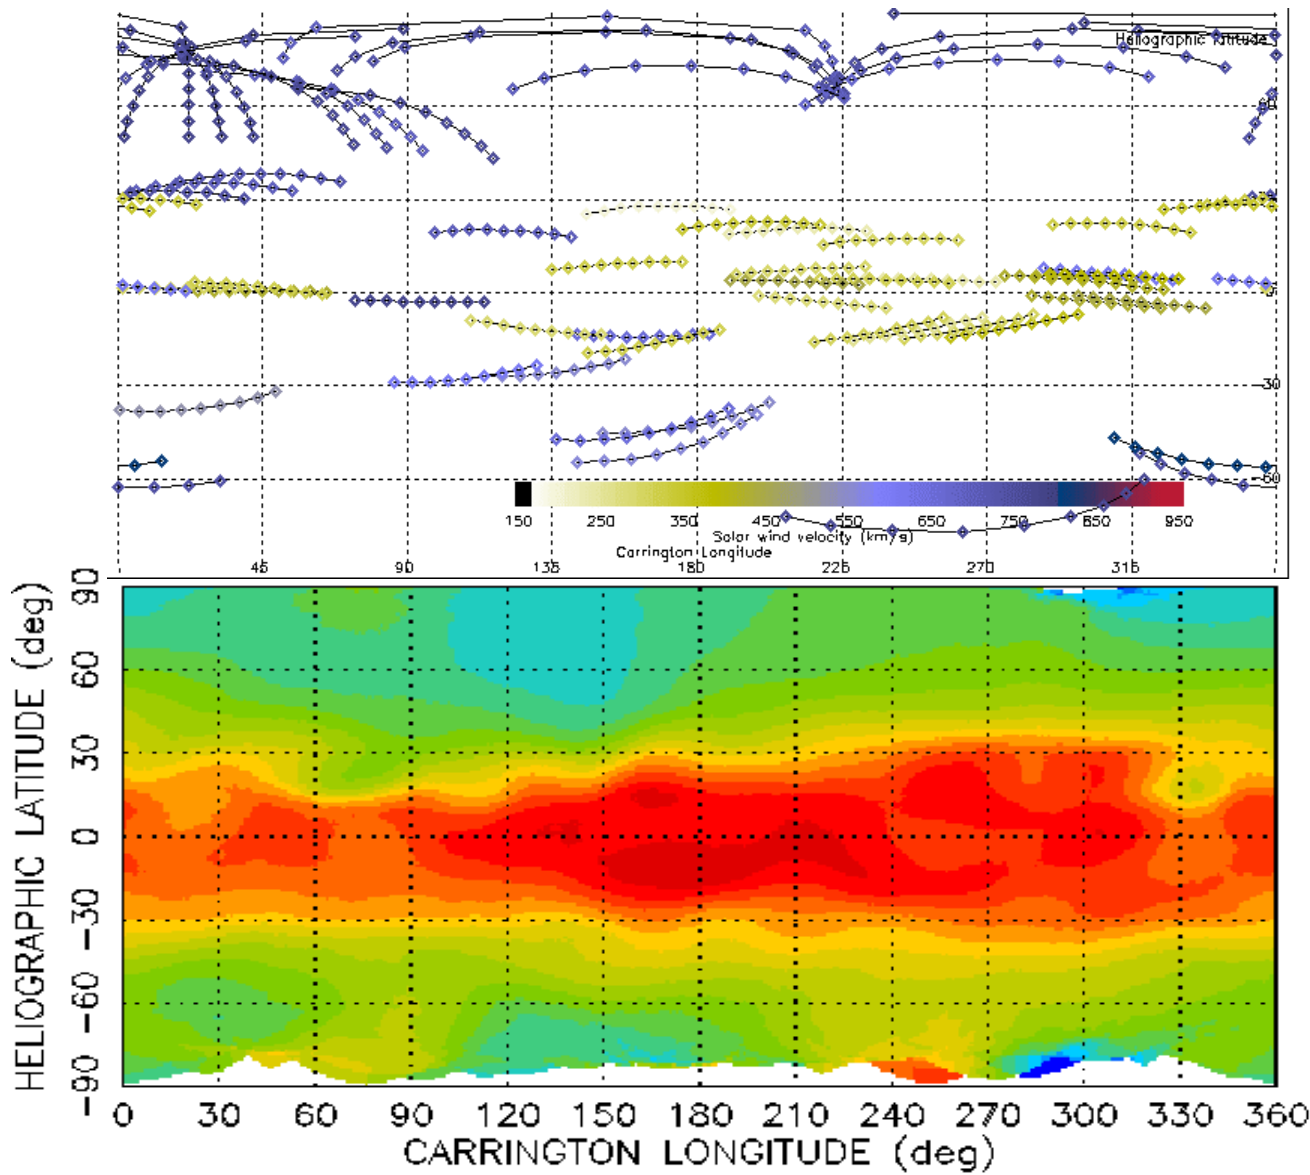 Heliographic latitude
60
0
-30
-60
150 250 350 450 550 650 750 850 950
Solar wind velocity (km/s)
Carrington Longitude
45 90 135 180 225 270 315
HELIOGRAPHIC LATITUDE (deg)
90
60
30
0
-30
-60
-90
0 30 60 90 120 150 180 210 240 270 300 330 360
CARRINGTON LONGITUDE (deg)